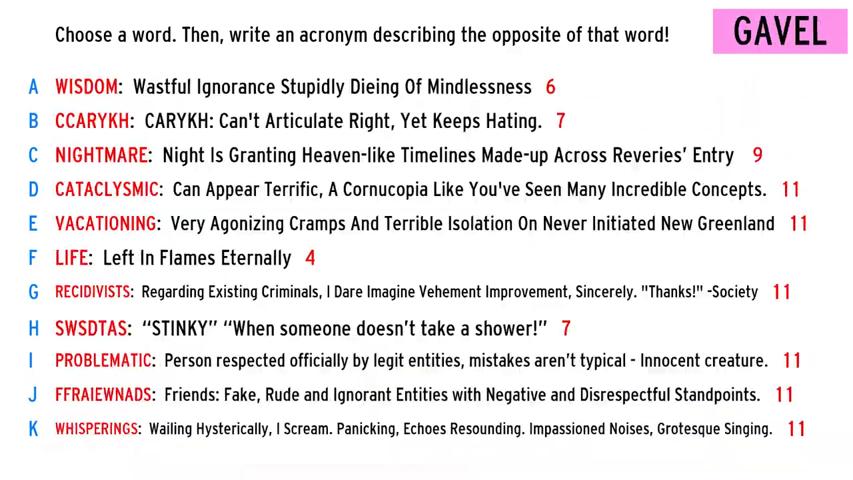 Choose a word. Then, write an acronym describing the opposite of that word!
GAVEL
A WISDOM: Wastful Ignorance Stupidly Dieing Of Mindlessness 6
B CCARYKH: CARYKH: Can't Articulate Right, Yet Keeps Hating. 7
C NIGHTMARE: Night Is Granting Heaven-like Timelines Made-up Across Reveries’ Entry 9
D CATACLYSMIC: Can Appear Terrific, A Cornucopia Like You've Seen Many Incredible Concepts. 11
E VACATIONING: Very Agonizing Cramps And Terrible Isolation On Never Initiated New Greenland 11
F LIFE: Left In Flames Eternally 4
G RECIDIVISTS: Regarding Existing Criminals, I Dare Imagine Vehement Improvement, Sincerely. "Thanks!" -Society 11
H SWSDTAS: “STINKY” “When someone doesn’t take a shower!” 7
I PROBLEMATIC: Person respected officially by legit entities, mistakes aren’t typical - Innocent creature. 11
J FFRAIEWNADS: Friends: Fake, Rude and Ignorant Entities with Negative and Disrespectful Standpoints. 11
K WHISPERINGS: Wailing Hysterically, I Scream. Panicking, Echoes Resounding. Impassioned Noises, Grotesque Singing. 11